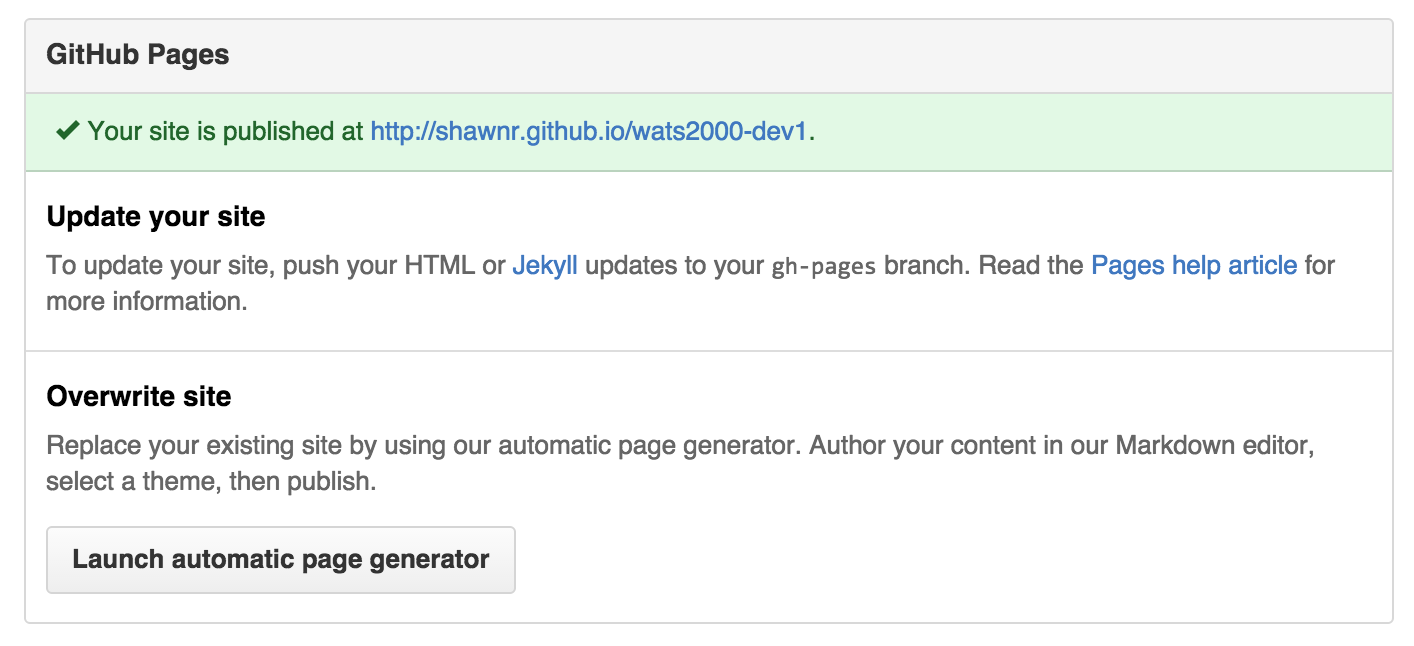 GitHub Pages
Your site is published at http://shawnr.github.io/wats2000-dev1.
Update your site
To update your site, push your HTML or Jekyll updates to your gh-pages branch. Read the Pages help article for
more information.
Overwrite site
Replace your existing site by using our automatic page generator. Author your content in our Markdown editor,
select a theme, then publish.
Launch automatic page generator